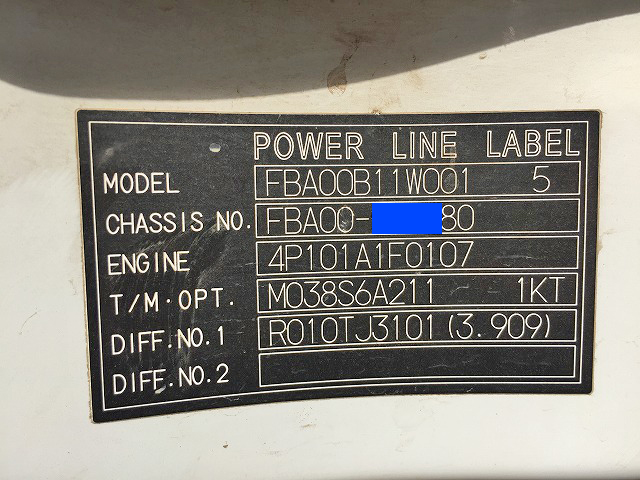 POWER LINE LABEL
MODEL FBA00B11W001 5
CHASSIS NO. FBA00- 80
ENGINE 4P101A1F0107
T/M·OPT. M038S6A211 1KT
DIFF.NO.1 R010TJ3101(3.909)
DIFF.NO.2